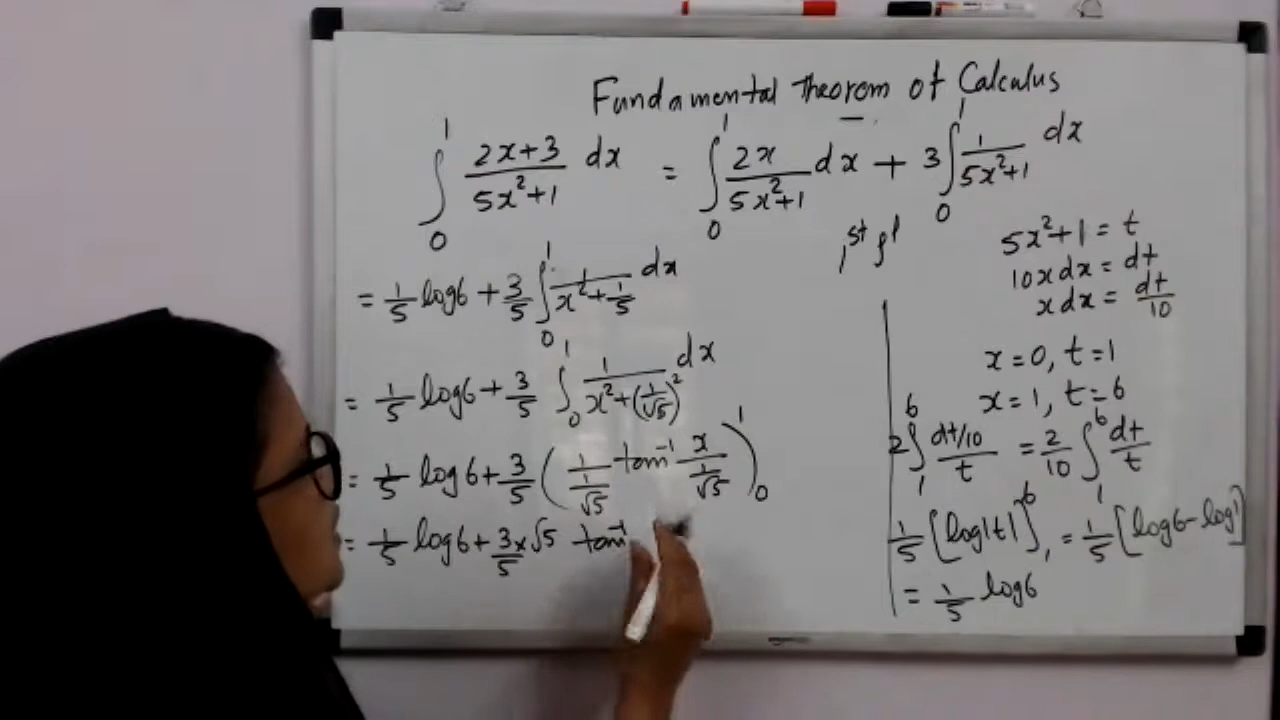 Fundamental theorom of Calculus
∫₀¹ (2x+3)/(5x²+1) dx = ∫₀¹ 2x/(5x²+1) dx + 3∫₀¹ 1/(5x²+1) dx
1st
5x²+1 = t
10x dx = dt
x dx = dt/10
x=0, t=1
x=1, t=6
2∫₁⁶ (dt/10)/t = 2/10 ∫₁⁶ dt/t
1/5 [log|t|]₁⁶ = 1/5 [log6 - log1]
= 1/5 log6
= 1/5 log6 + 3/5 ∫₀¹ 1/(x²+1/5) dx
= 1/5 log6 + 3/5 ∫₀¹ 1/(x²+(1/√5)²) dx
= 1/5 log6 + 3/5 ( 1/(1/√5) tan⁻¹ x/(1/√5) )₀¹
= 1/5 log6 + 3/5 × √5 tan⁻¹